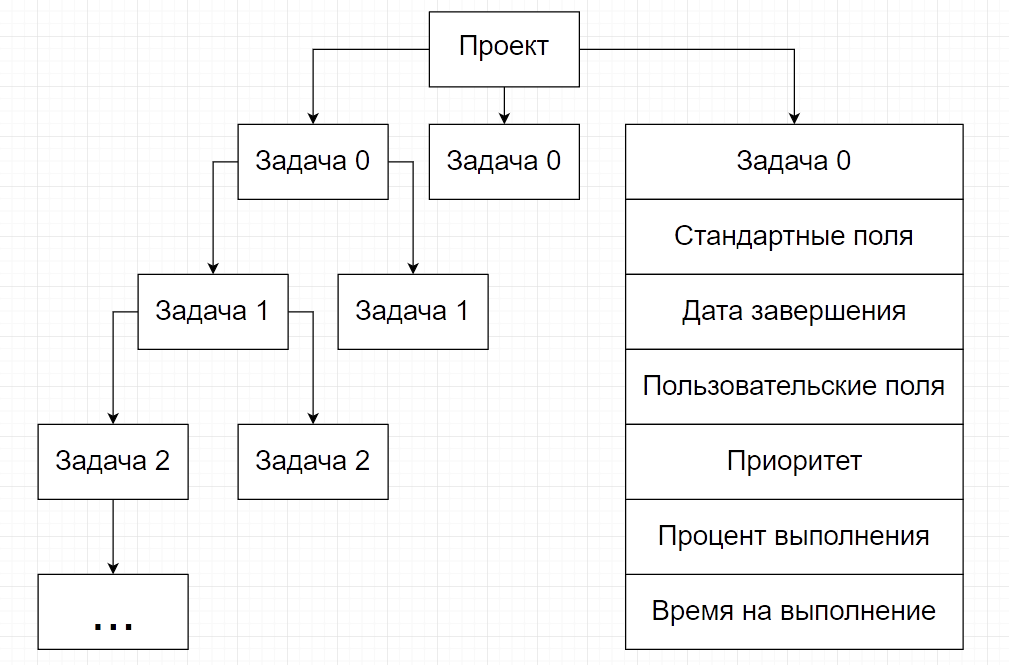 Проект
Задача 0
Задача 0
Задача 0
Стандартные поля
Дата завершения
Пользовательские поля
Приоритет
Процент выполнения
Время на выполнение
Задача 1
Задача 1
Задача 2
Задача 2
...